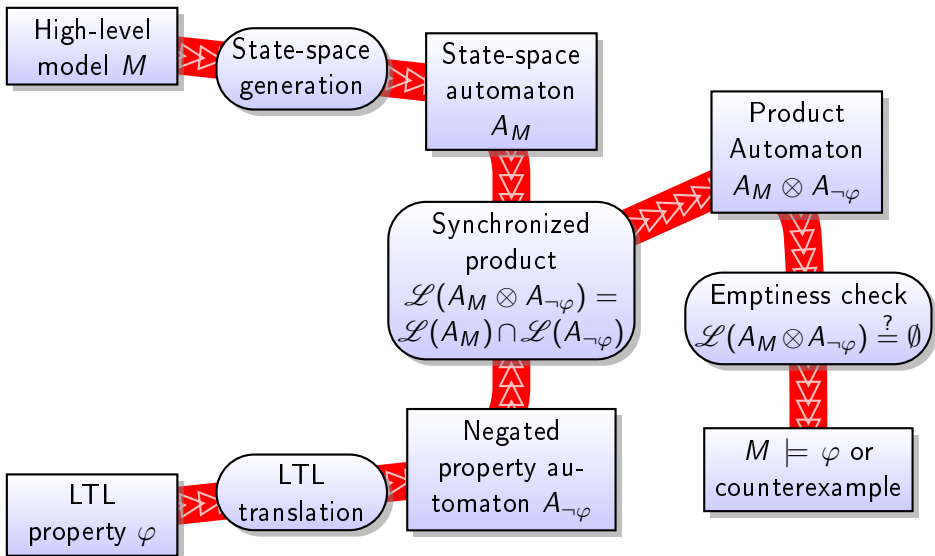 High-level
model M
State-space
generation
State-space
automaton
A_M
Product
Automaton
A_M ⊗ A_¬φ
Synchronized
product
ℒ(A_M ⊗ A_¬φ) =
ℒ(A_M) ∩ ℒ(A_¬φ)
Emptiness check
ℒ(A_M ⊗ A_¬φ) ≟ ∅
LTL
property φ
LTL
translation
Negated
property au-
tomaton A_¬φ
M ⊨ φ or
counterexample